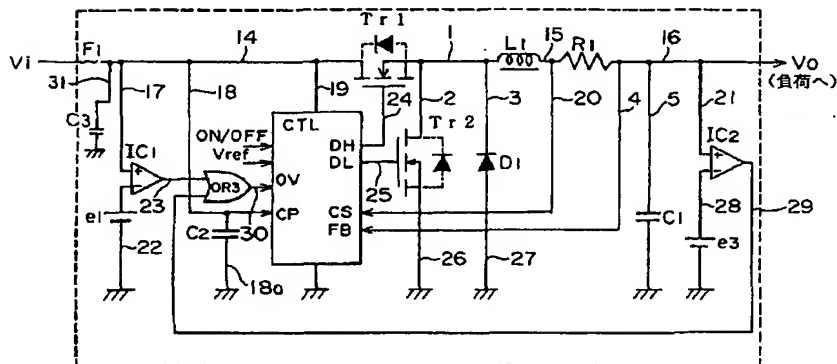 Tr1
Vi
F1
14
1
L1
15
R1
16
Vo
(負荷へ)
31
17
18
19
24
2
3
20
4
5
21
C3
IC1
ON/OFF
Vref
CTL
DH
DL
Tr2
25
D1
IC2
OR3
OV
CP
CS
FB
23
30
e1
22
C2
18a
26
27
C1
28
e3
29